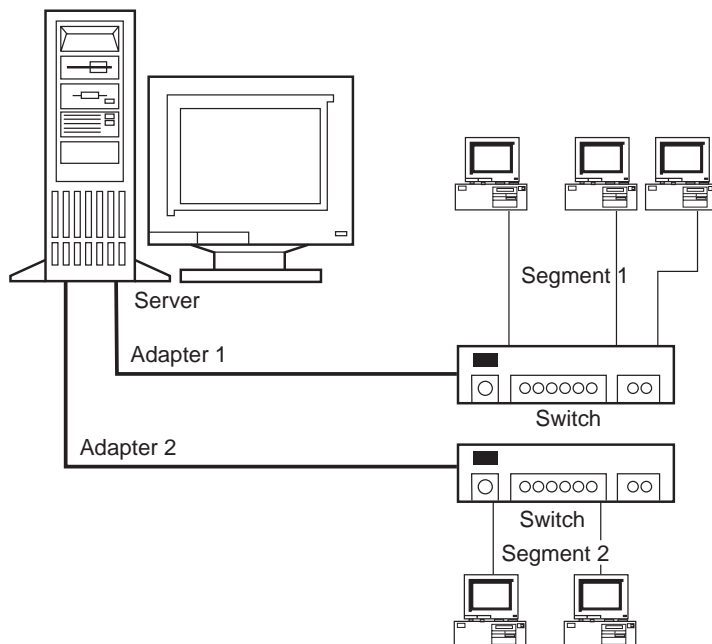 Segment 1
Server
Adapter 1
Switch
Adapter 2
Switch
Segment 2